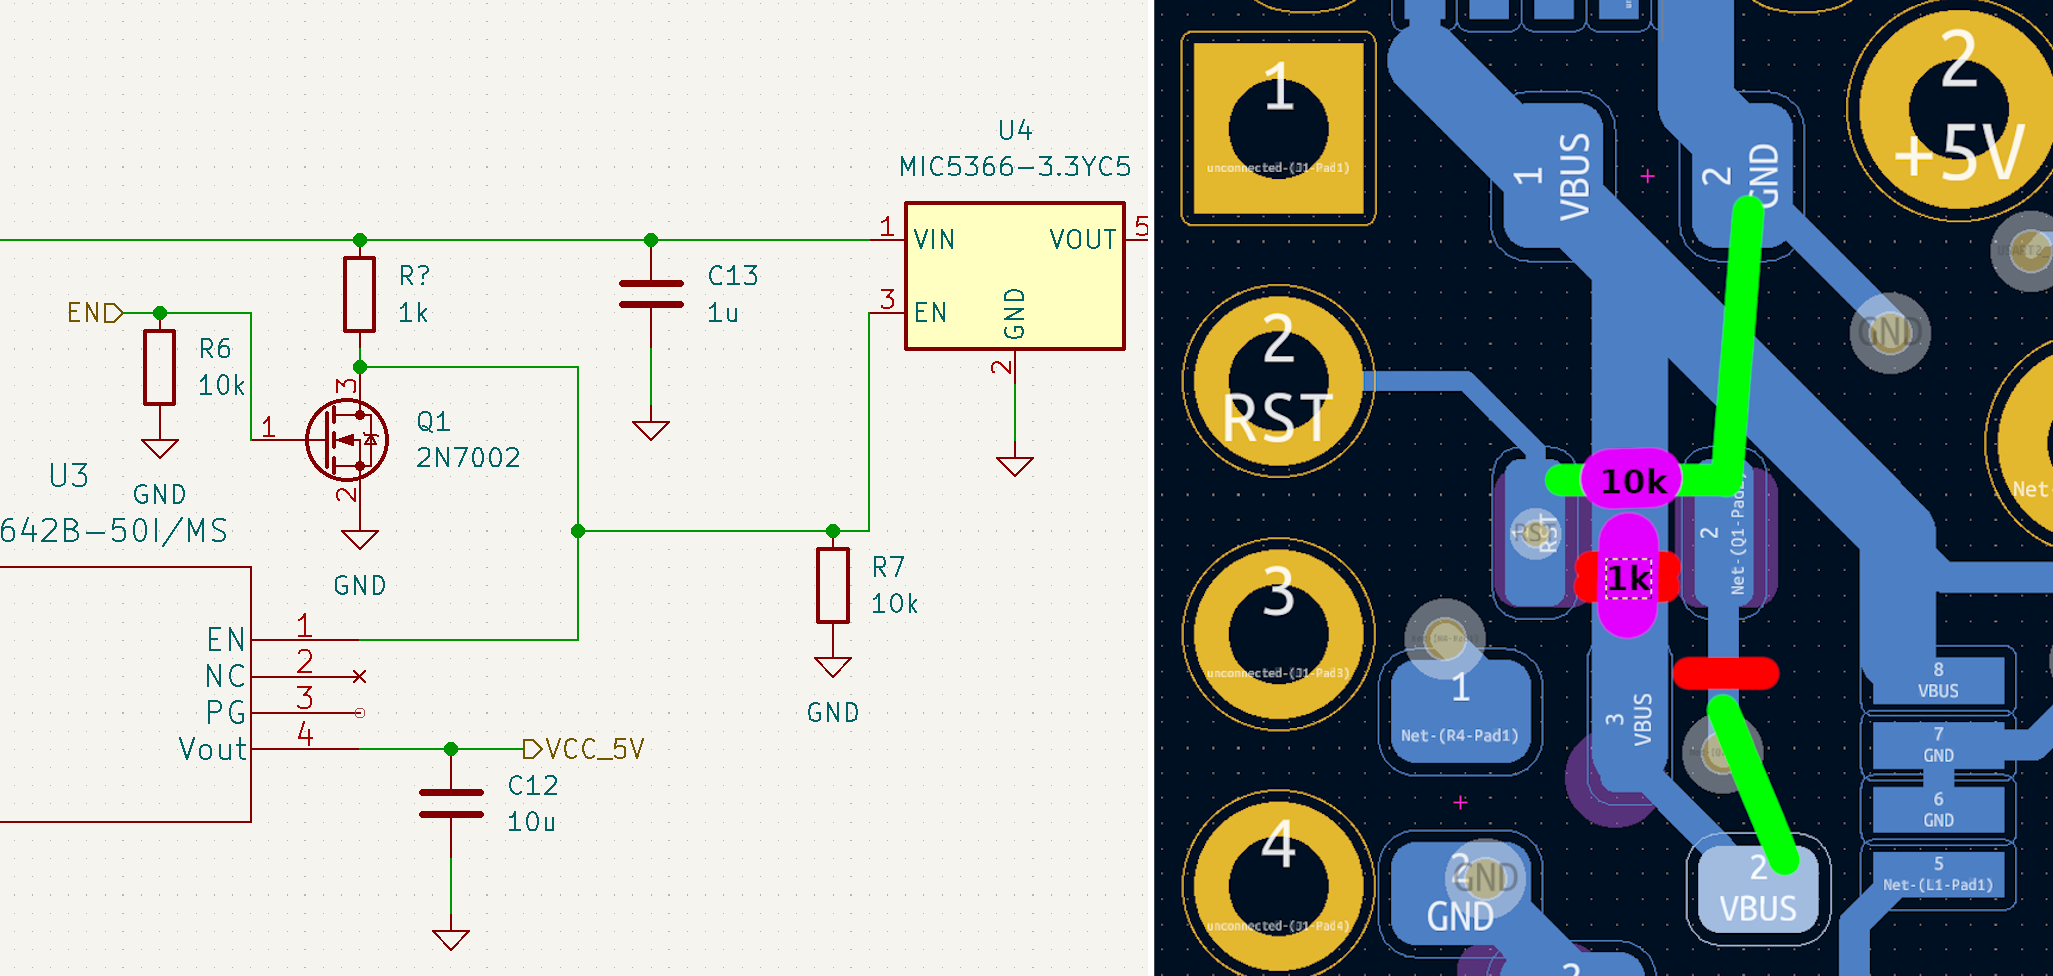 U4
MIC5366-3.3YC5
1
VIN
VOUT
5
3
EN
GND
2
R?
1k
C13
1u
EN
R6
10k
GND
3
1
Q1
2N7002
2
GND
U3
642B-50I/MS
R7
10k
GND
EN
1
NC
2
PG
3
Vout
4
VCC_5V
C12
10u
1
unconnected-(J1-Pad1)
2
RST
3
unconnected-(J1-Pad3)
4
unconnected-(J1-Pad4)
1
VBUS
2
GND
2
+5V
GND
Net-
RST
RST
10k
1k
2
Net-(Q1-Pad2)
1
Net-(R4-Pad1)
3
VBUS
2
GND
GND
2
VBUS
8
VBUS
7
GND
6
GND
5
Net-(L1-Pad1)
2